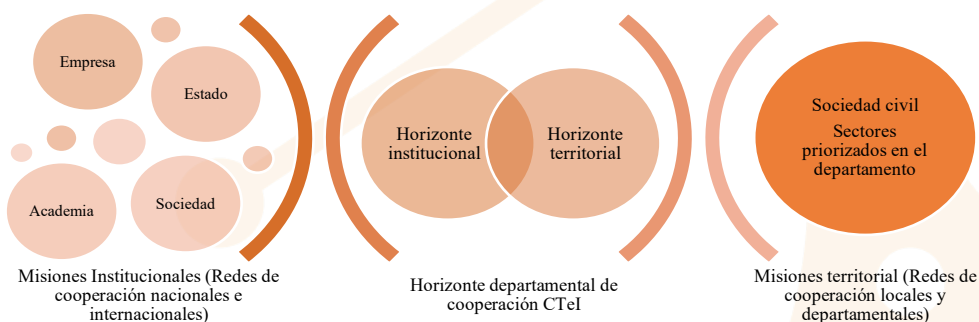 Empresa
Estado
Academia
Sociedad
Misiones Institucionales (Redes de
cooperación nacionales e
internacionales)
Horizonte
institucional
Horizonte
territorial
Horizonte departamental de
cooperación CTeI
Sociedad civil
Sectores
priorizados en el
departamento
Misiones territorial (Redes de
cooperación locales y
departamentales)